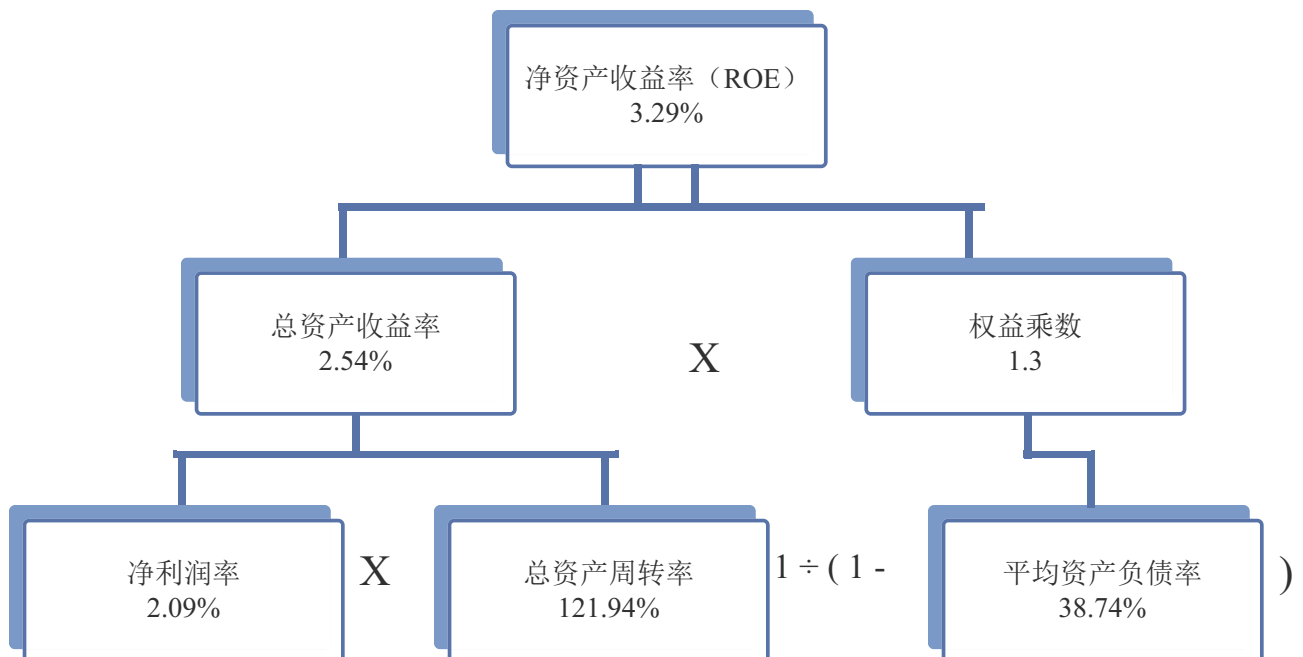 净资产收益率（ROE）
3.29%
总资产收益率
2.54%
X
权益乘数
1.3
净利润率
2.09%
X
总资产周转率
121.94%
1 ÷ ( 1 -
平均资产负债率
38.74%
)